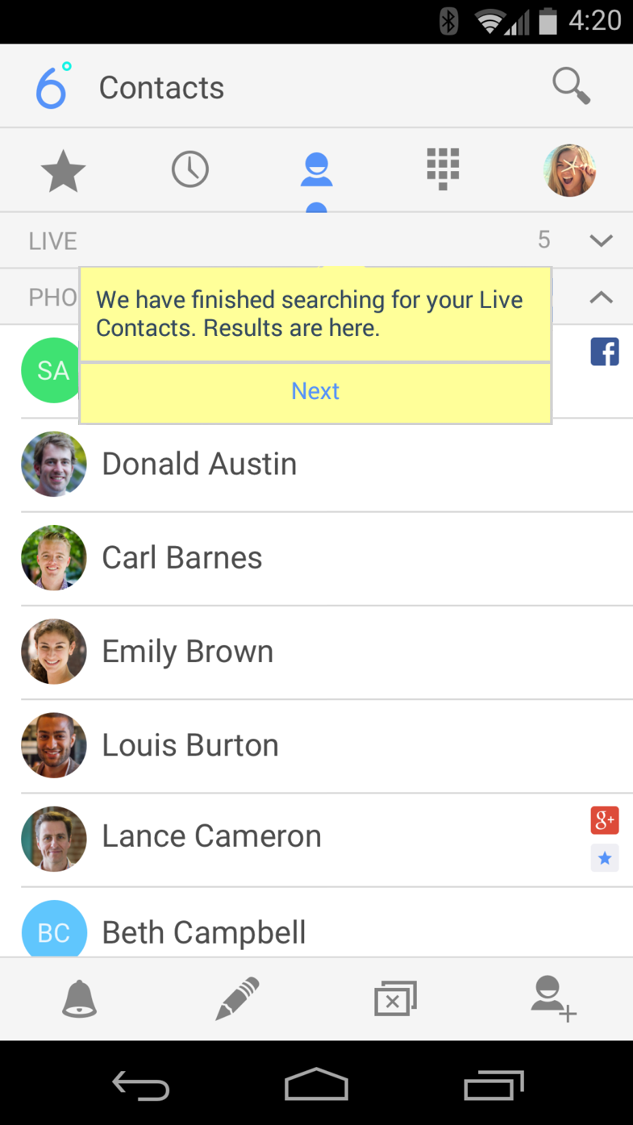 4:20
6° Contacts
LIVE 5
PHO
We have finished searching for your Live
Contacts. Results are here.
Next
SA
f
Donald Austin
Carl Barnes
Emily Brown
Louis Burton
Lance Cameron
g+
BC Beth Campbell